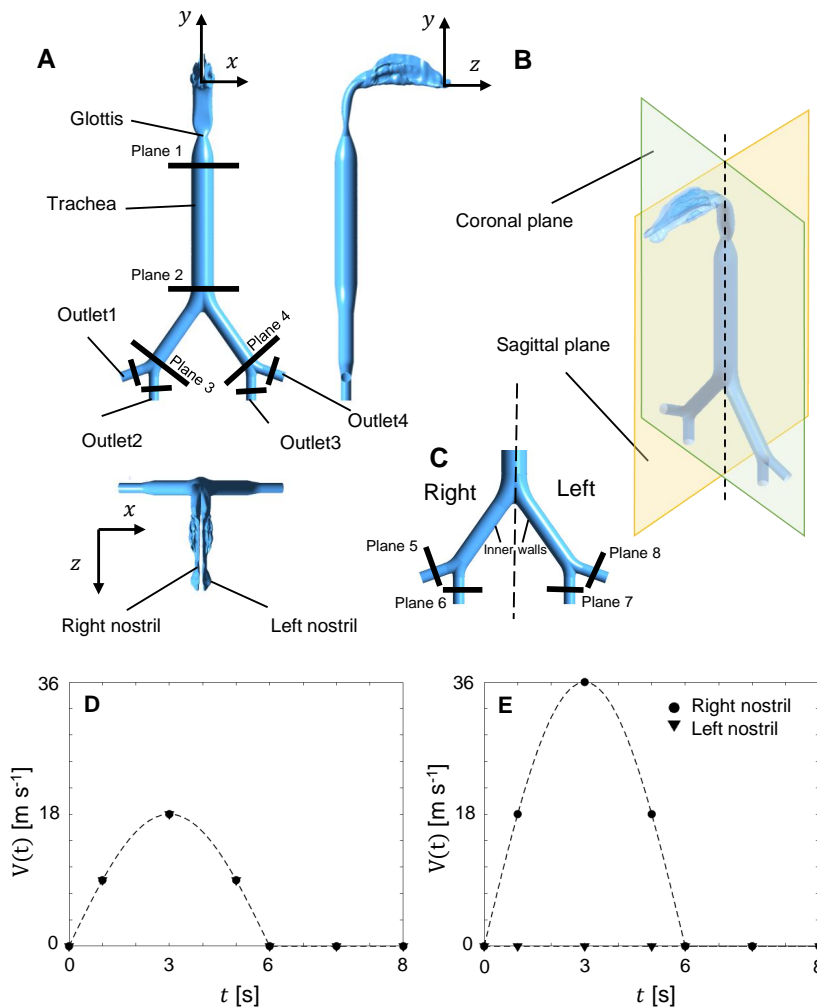 A
y
x
y
z
B
Glottis
Plane 1
Trachea
Plane 2
Outlet1
Plane 3
Plane 4
Outlet2
Outlet3
Outlet4
Coronal plane
Sagittal plane
x
z
Right nostril
Left nostril
C
Right
Left
Inner walls
Plane 5
Plane 8
Plane 6
Plane 7
D
36
18
0
V(t) [m s-1]
0
3
6
8
t [s]
E
Right nostril
Left nostril
36
18
0
V(t) [m s-1]
0
3
6
8
t [s]